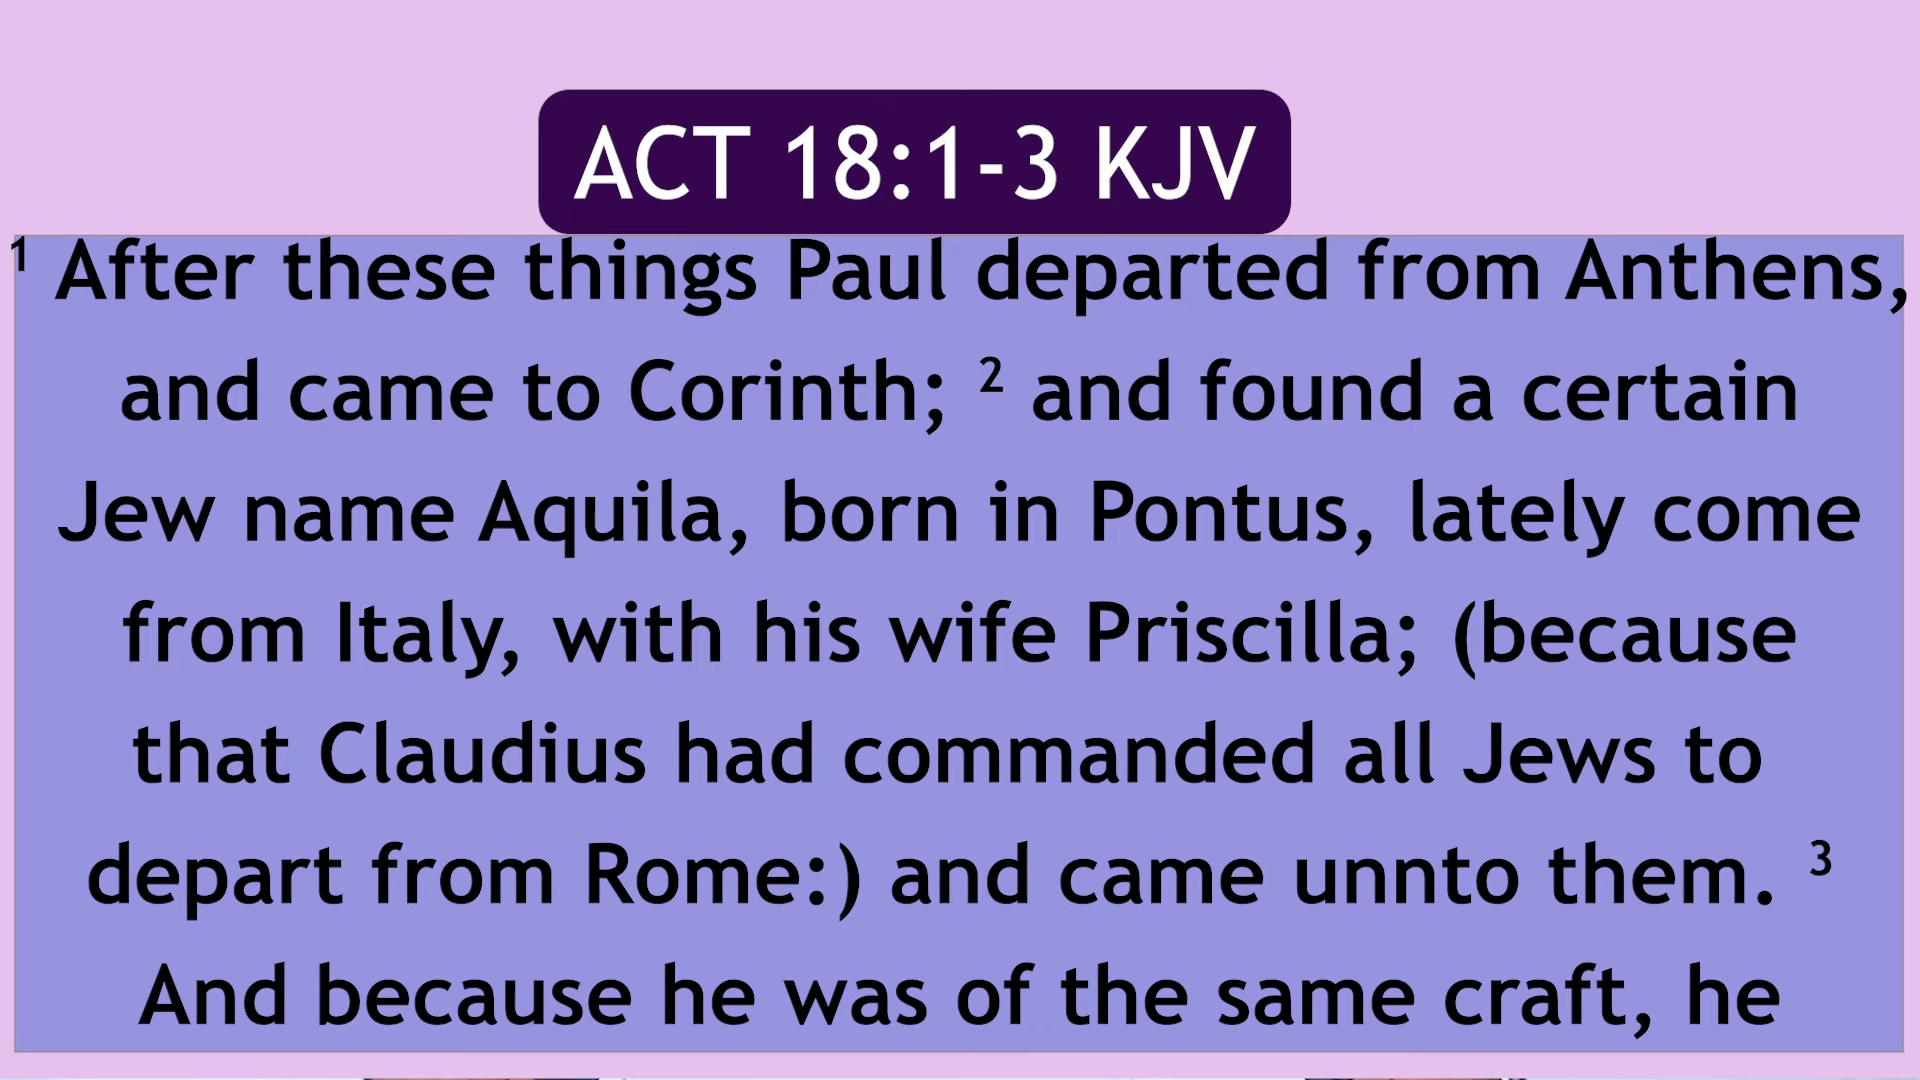 ACT 18:1-3 KJV
1 After these things Paul departed from Anthens,
and came to Corinth; 2 and found a certain
Jew name Aquila, born in Pontus, lately come
from Italy, with his wife Priscilla; (because
that Claudius had commanded all Jews to
depart from Rome:) and came unnto them. 3
And because he was of the same craft, he